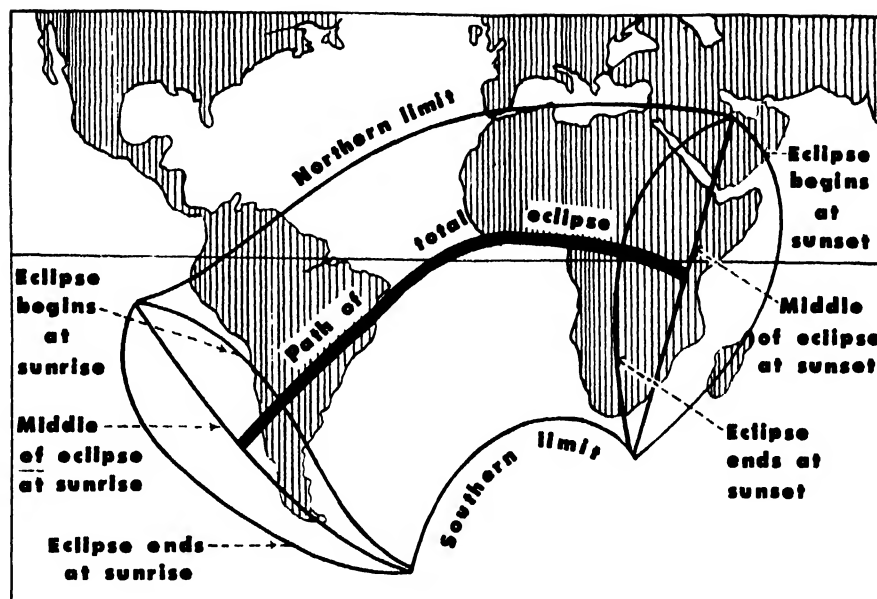 Northern limit
Path of total eclipse
Eclipse
begins
at
sunset
Eclipse
begins
at
sunrise
Middle
of eclipse
at sunset
Middle
of eclipse
at sunrise
Eclipse
ends at
sunset
Southern limit
Eclipse ends
at sunrise